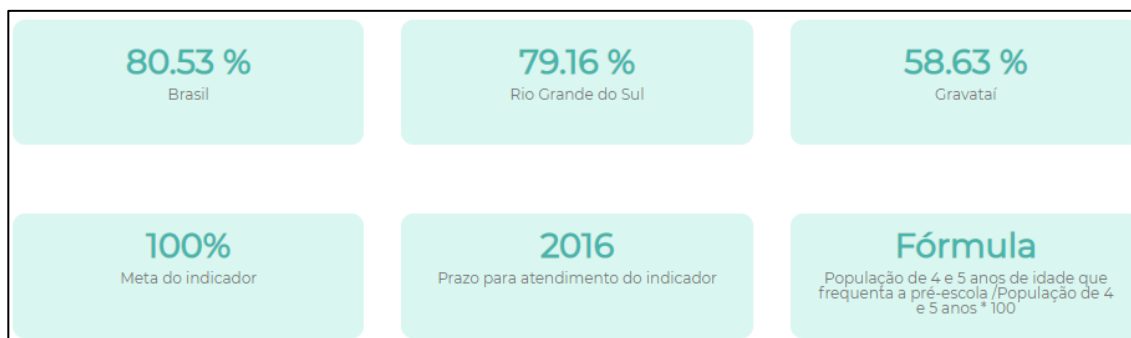 80.53 %
Brasil
79.16 %
Rio Grande do Sul
58.63 %
Gravataí
100%
Meta do indicador
2016
Prazo para atendimento do indicador
Fórmula
População de 4 e 5 anos de idade que
frequenta a pré-escola /População de 4
e 5 anos * 100